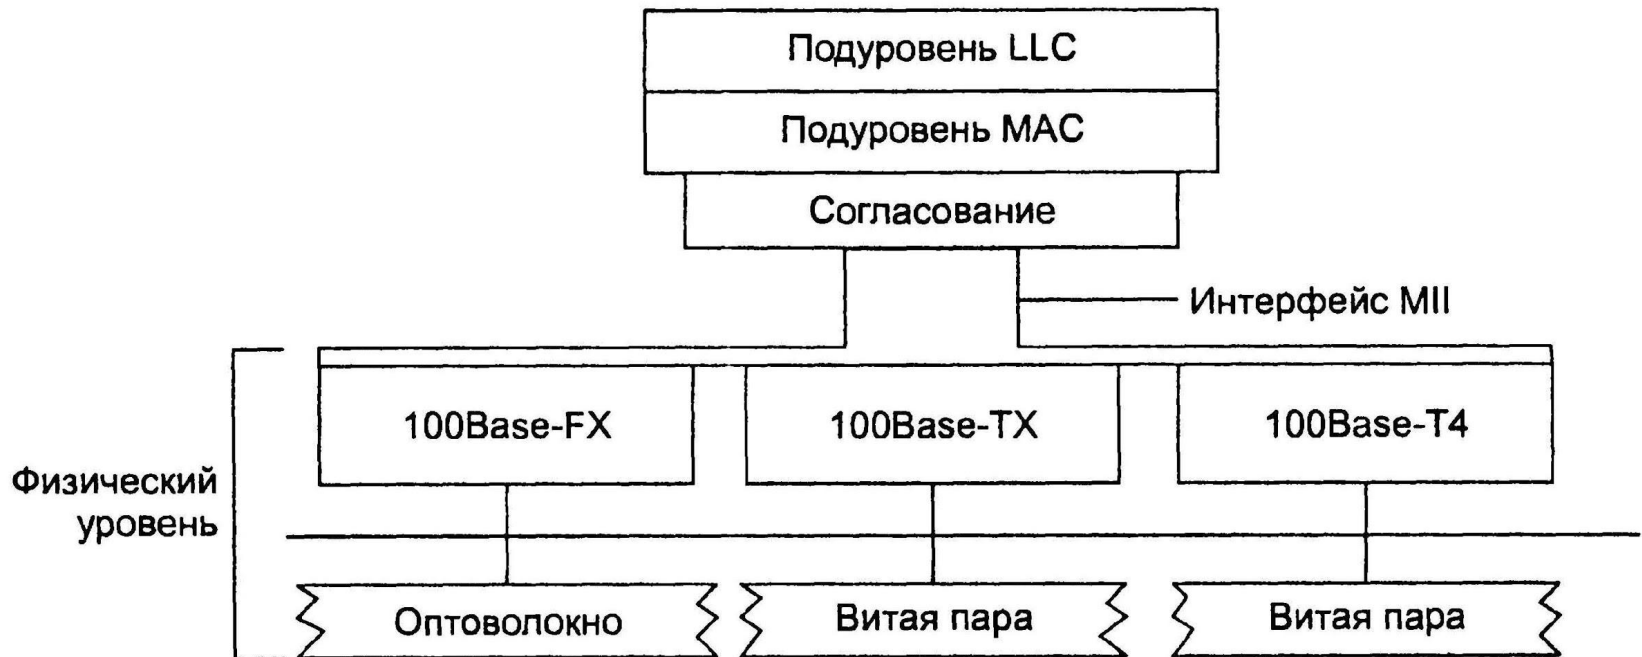 Подуровень LLC
Подуровень MAC
Согласование
Интерфейс MII
100Base-FX
100Base-TX
100Base-T4
Физический
уровень
Оптоволокно
Витая пара
Витая пара